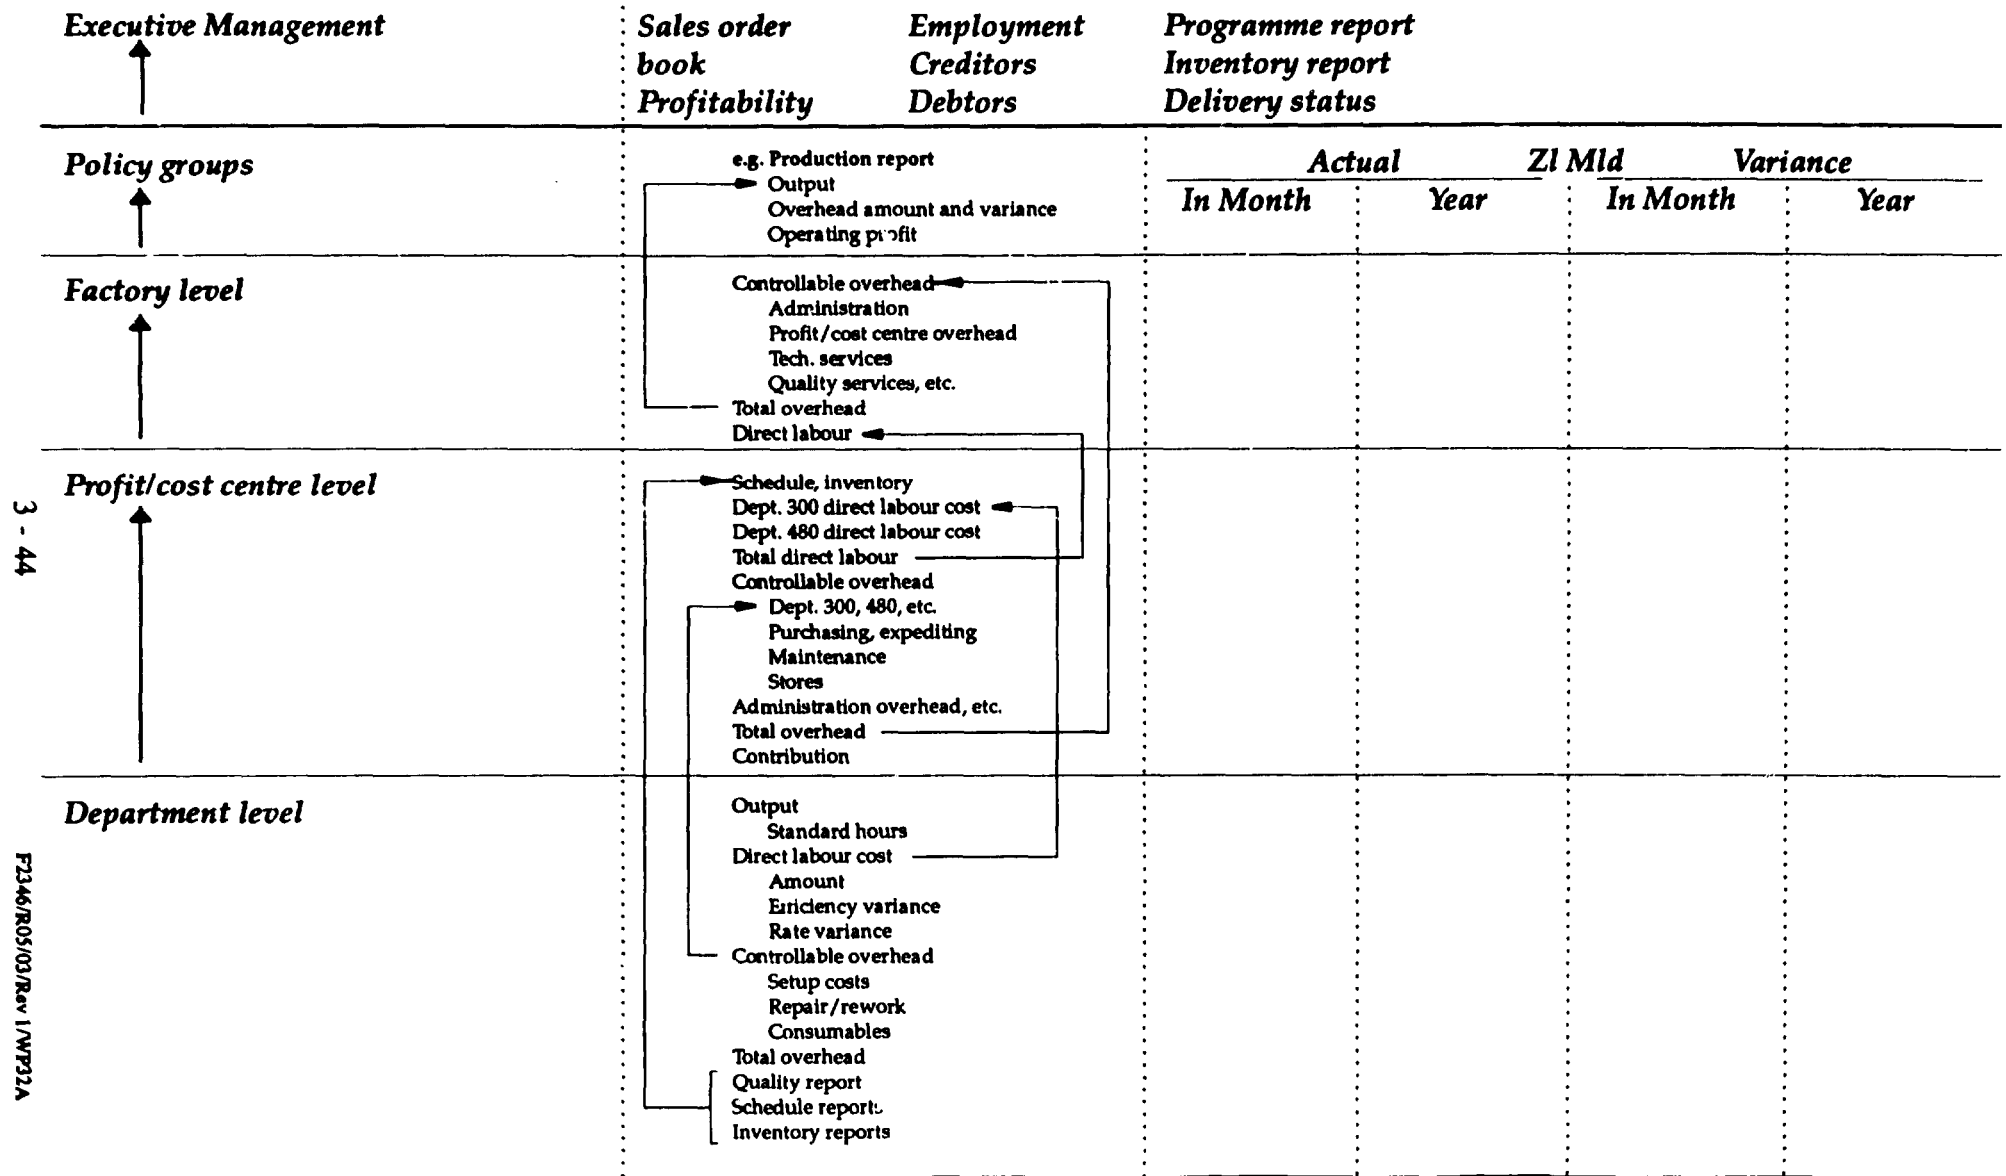 Executive Management
Sales order Employment Programme report
book Creditors Inventory report
Profitability Debtors Delivery status
Policy groups
e.g. Production report
Output
Overhead amount and variance
Operating profit
Actual Zl Mld Variance
In Month Year In Month Year
Factory level
Controllable overhead
Administration
Profit/cost centre overhead
Tech. services
Quality services, etc.
Total overhead
Direct labour
Profit/cost centre level
Schedule, inventory
Dept. 300 direct labour cost
Dept. 480 direct labour cost
Total direct labour
Controllable overhead
Dept. 300, 480, etc.
Purchasing, expediting
Maintenance
Stores
Administration overhead, etc.
Total overhead
Contribution
Department level
Output
Standard hours
Direct labour cost
Amount
Efficiency variance
Rate variance
Controllable overhead
Setup costs
Repair/rework
Consumables
Total overhead
Quality report
Schedule reports
Inventory reports
3 - 44
F2346/R05/03/Rev 1/WP32A